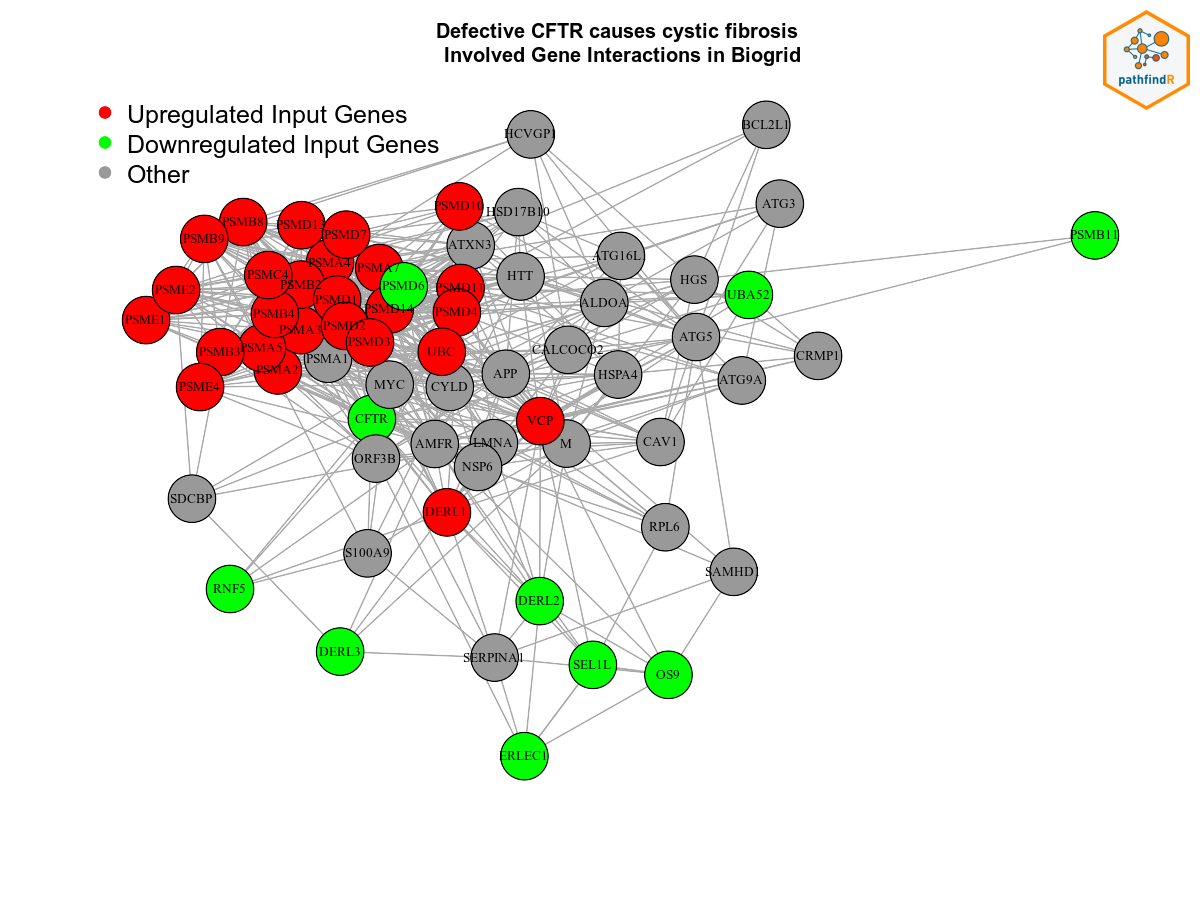 Defective CFTR causes cystic fibrosis
Involved Gene Interactions in Biogrid
pathfindR
Upregulated Input Genes
Downregulated Input Genes
Other
HCVGP1
BCL2L1
ATG3
PSMD10
HSD17B10
PSMB8
PSMD12
PSMD7
PSMB9
ATXN3
PSMB11
ATG16L
PSMA4
PSMA7
PSMC4
HTT
HGS
PSMB2
PSMD6
PSMD11
PSME2
UBA52
PSMD1
ALDOA
PSMD14
PSMD4
PSMB4
PSME1
PSMD2
PSMA3
ATG5
PSMD3
PSMA5
PSMB3
UBC
CALCOCO2
CRMP1
PSMA1
PSMA2
APP
HSPA4
ATG9A
MYC
CYLD
PSME4
CFTR
VCP
AMFR
LMNA
M
CAV1
ORF3B
NSP6
SDCBP
DERL1
RPL6
S100A9
SAMHD1
RNF5
DERL2
DERL3
SERPINA1
SEL1L
OS9
ERLEC1